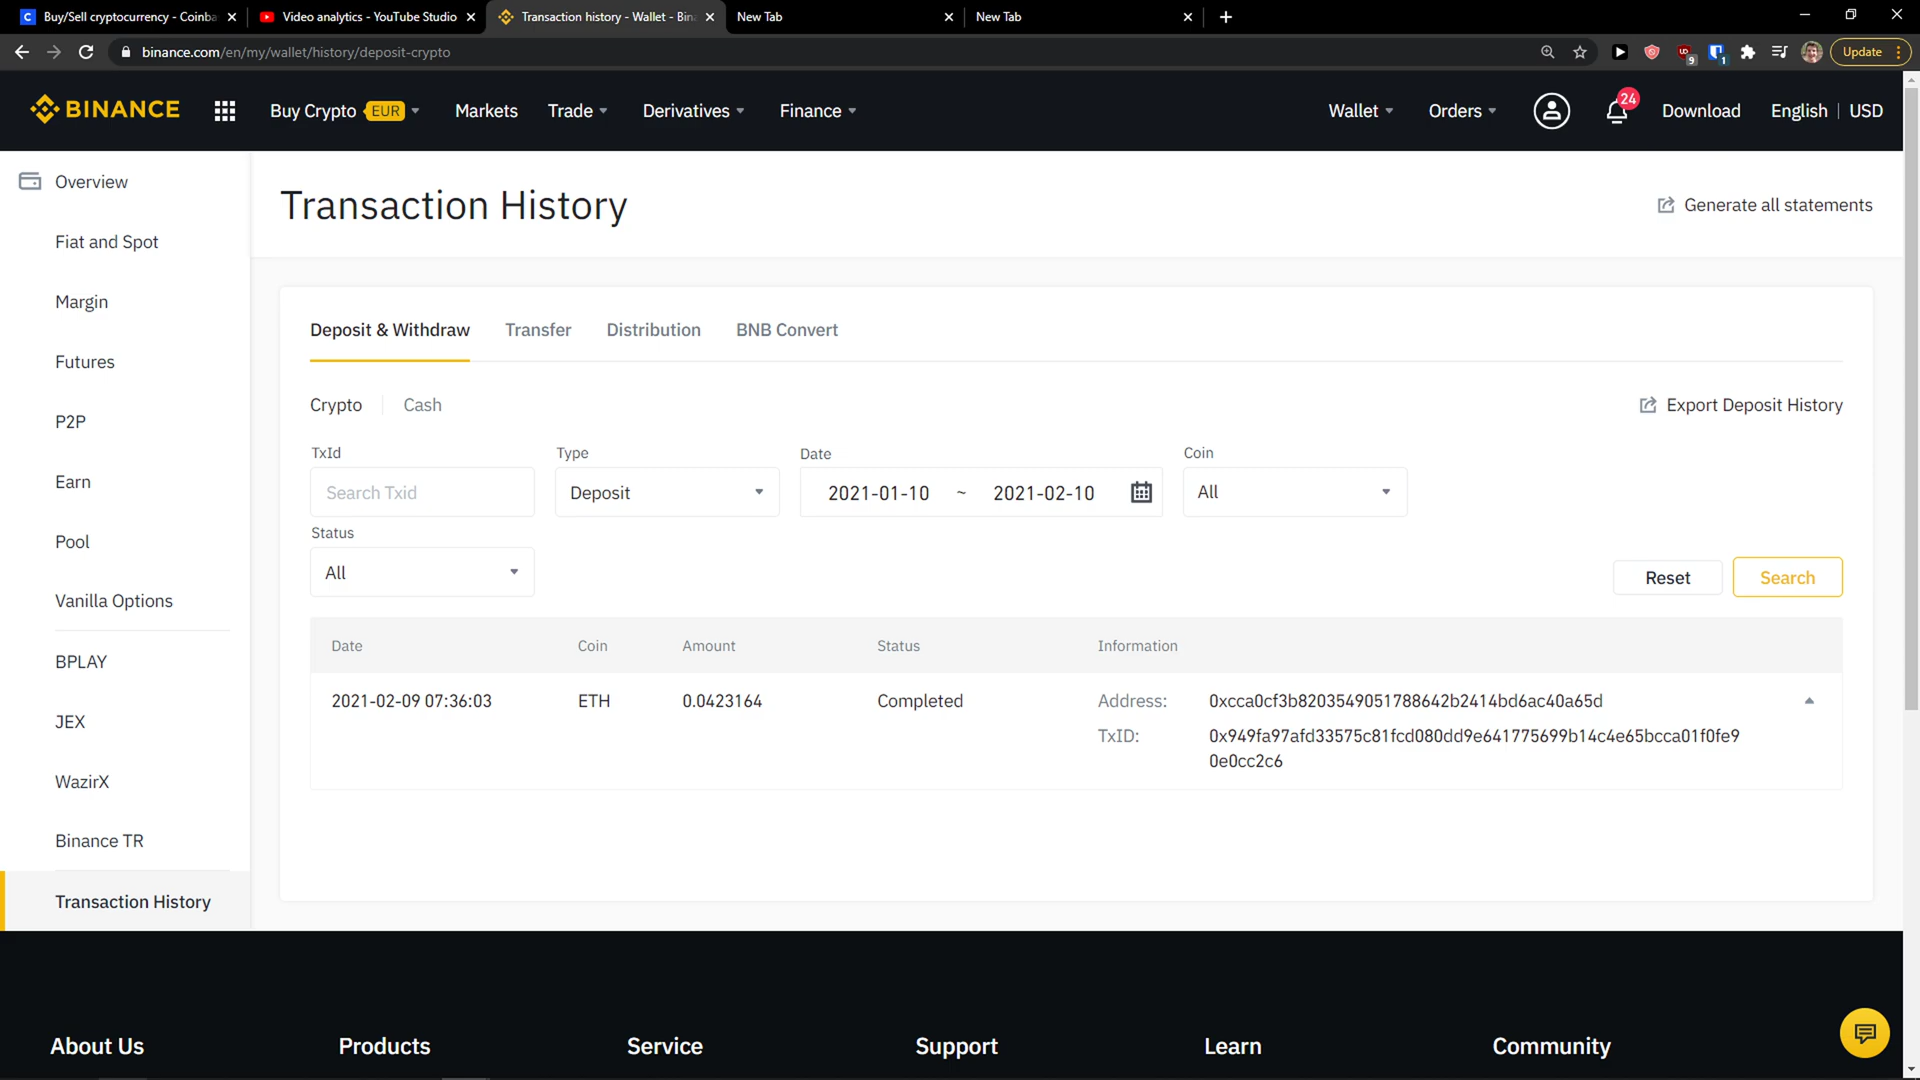 Buy/Sell cryptocurrency - Coinba
Video analytics - YouTube Studio
Transaction history - Wallet - Bin
New Tab
New Tab
binance.com/en/my/wallet/history/deposit-crypto
9
1
Update
BINANCE
Buy Crypto EUR
Markets
Trade
Derivatives
Finance
Wallet
Orders
24
Download
English
USD
Overview
Fiat and Spot
Margin
Futures
P2P
Earn
Pool
Vanilla Options
BPLAY
JEX
WazirX
Binance TR
Transaction History
Transaction History
Generate all statements
Deposit & Withdraw
Transfer
Distribution
BNB Convert
Crypto
Cash
Export Deposit History
TxId
Type
Date
Coin
Search Txid
Deposit
2021-01-10 ~ 2021-02-10
All
Status
All
Reset
Search
Date
Coin
Amount
Status
Information
2021-02-09 07:36:03
ETH
0.0423164
Completed
Address: 0xcca0cf3b8203549051788642b2414bd6ac40a65d
TxID: 0x949fa97afd33575c81fcd080dd9e641775699b14c4e65bcca01f0fe9
0e0cc2c6
About Us
Products
Service
Support
Learn
Community